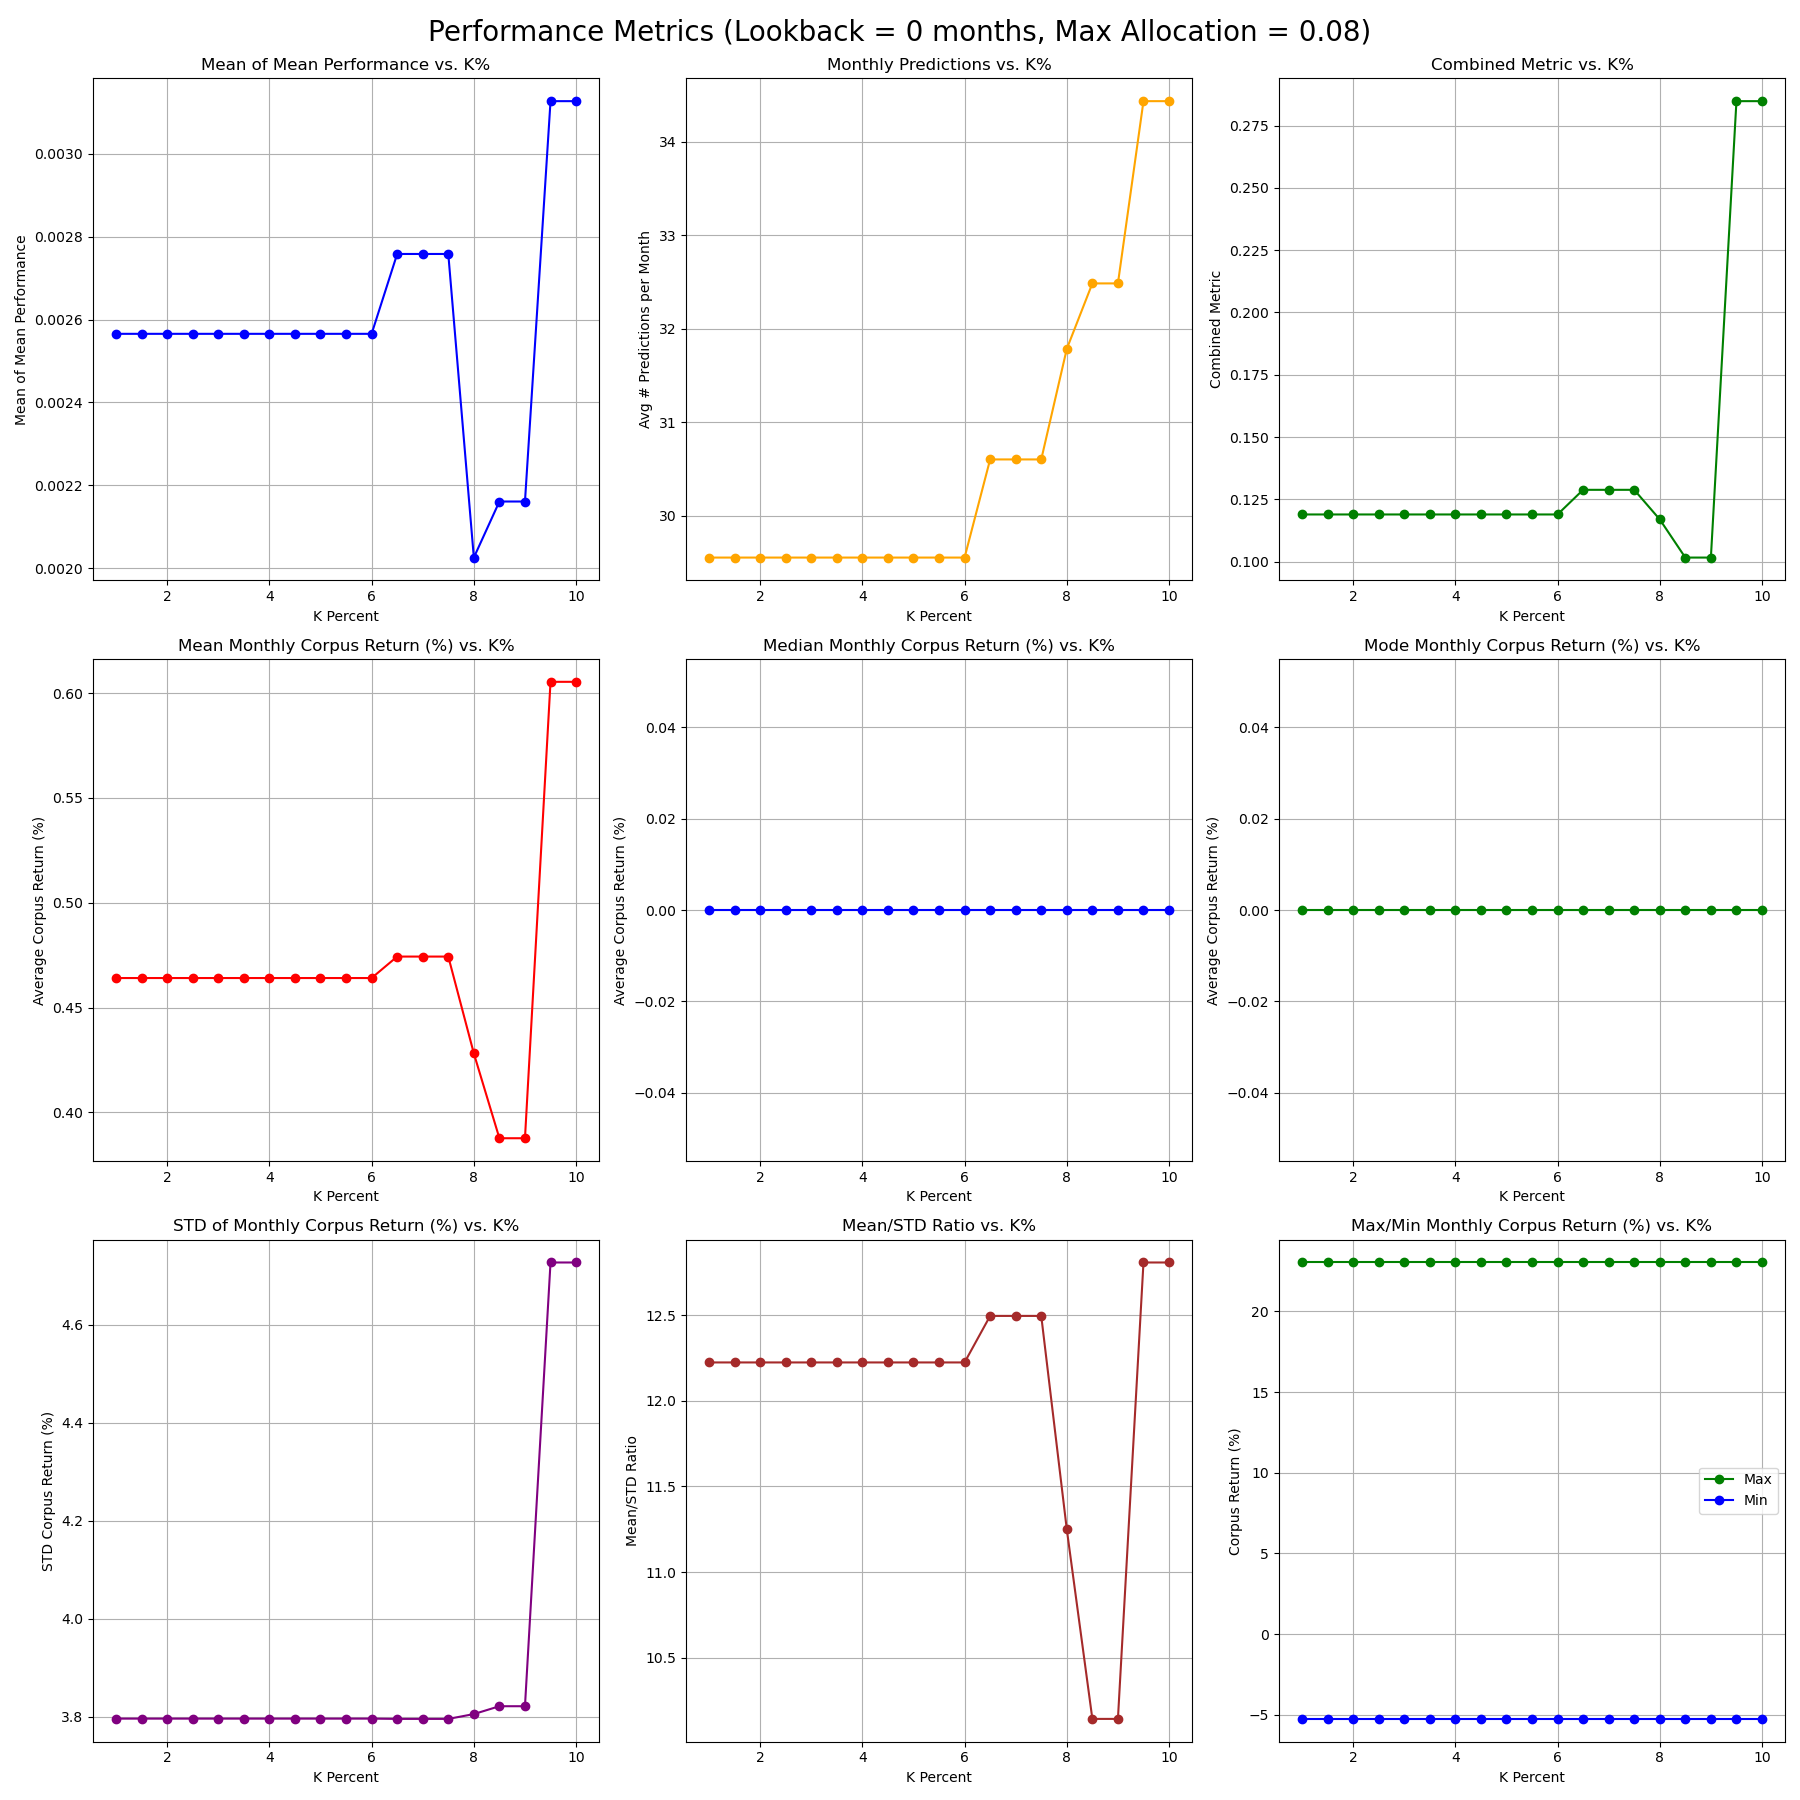 Performance Metrics (Lookback = 0 months, Max Allocation = 0.08)
Mean of Mean Performance vs. K%
Mean of Mean Performance
0.0030
0.0028
0.0026
0.0024
0.0022
0.0020
2 4 6 8 10
K Percent
Monthly Predictions vs. K%
Avg # Predictions per Month
34
33
32
31
30
2 4 6 8 10
K Percent
Combined Metric vs. K%
Combined Metric
0.275
0.250
0.225
0.200
0.175
0.150
0.125
0.100
2 4 6 8 10
K Percent
Mean Monthly Corpus Return (%) vs. K%
Average Corpus Return (%)
0.60
0.55
0.50
0.45
0.40
2 4 6 8 10
K Percent
Median Monthly Corpus Return (%) vs. K%
Average Corpus Return (%)
0.04
0.02
0.00
−0.02
−0.04
2 4 6 8 10
K Percent
Mode Monthly Corpus Return (%) vs. K%
Average Corpus Return (%)
0.04
0.02
0.00
−0.02
−0.04
2 4 6 8 10
K Percent
STD of Monthly Corpus Return (%) vs. K%
STD Corpus Return (%)
4.6
4.4
4.2
4.0
3.8
2 4 6 8 10
K Percent
Mean/STD Ratio vs. K%
Mean/STD Ratio
12.5
12.0
11.5
11.0
10.5
2 4 6 8 10
K Percent
Max/Min Monthly Corpus Return (%) vs. K%
Corpus Return (%)
20
15
10
5
0
−5
Max
Min
2 4 6 8 10
K Percent